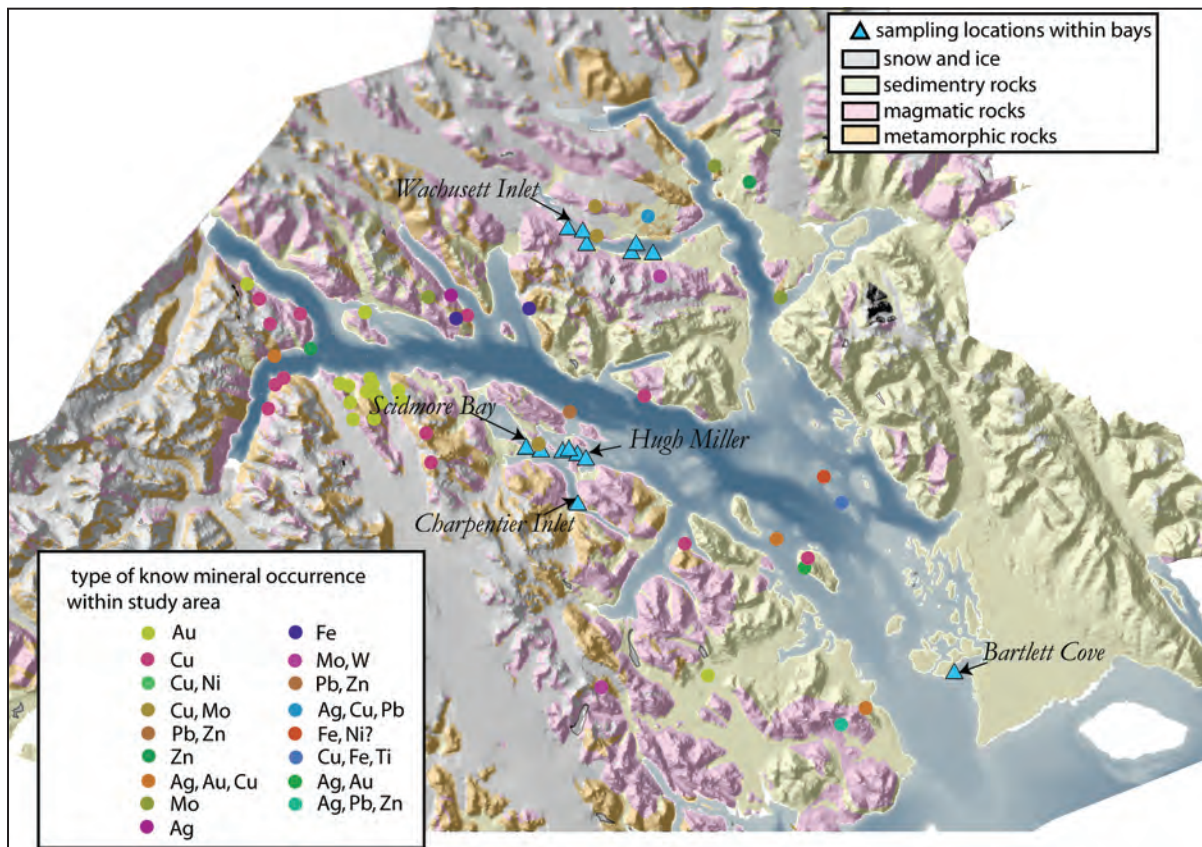 sampling locations within bays
snow and ice
sedimentry rocks
magmatic rocks
metamorphic rocks
Wachusett Inlet
Scidmore Bay
Hugh Miller
Charpentier Inlet
Bartlett Cove
type of know mineral occurrence
within study area
Au
Cu
Cu, Ni
Cu, Mo
Pb, Zn
Zn
Ag, Au, Cu
Mo
Ag
Fe
Mo, W
Pb, Zn
Ag, Cu, Pb
Fe, Ni?
Cu, Fe, Ti
Ag, Au
Ag, Pb, Zn